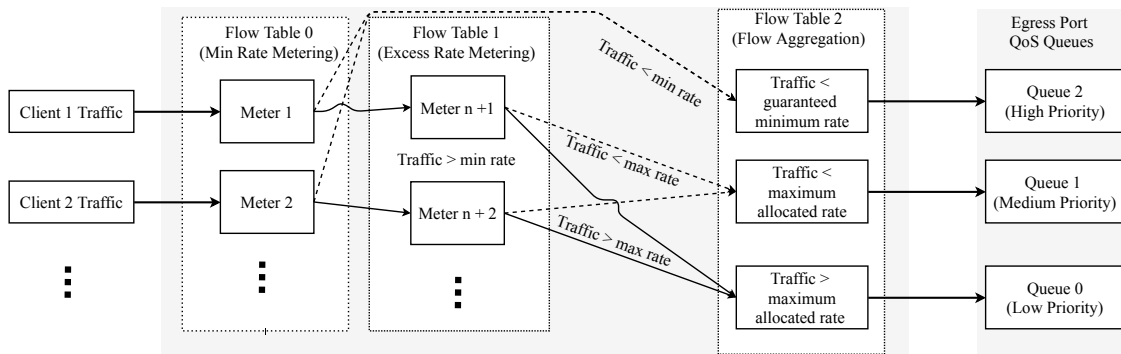 Flow Table 0
(Min Rate Metering)
Flow Table 1
(Excess Rate Metering)
Flow Table 2
(Flow Aggregation)
Egress Port
QoS Queues
Client 1 Traffic
Meter 1
Meter n +1
Traffic < min rate
Traffic <
guaranteed
minimum rate
Queue 2
(High Priority)
Traffic > min rate
Traffic < max rate
Client 2 Traffic
Meter 2
Meter n + 2
Traffic > max rate
Traffic <
maximum
allocated rate
Queue 1
(Medium Priority)
Traffic >
maximum
allocated rate
Queue 0
(Low Priority)